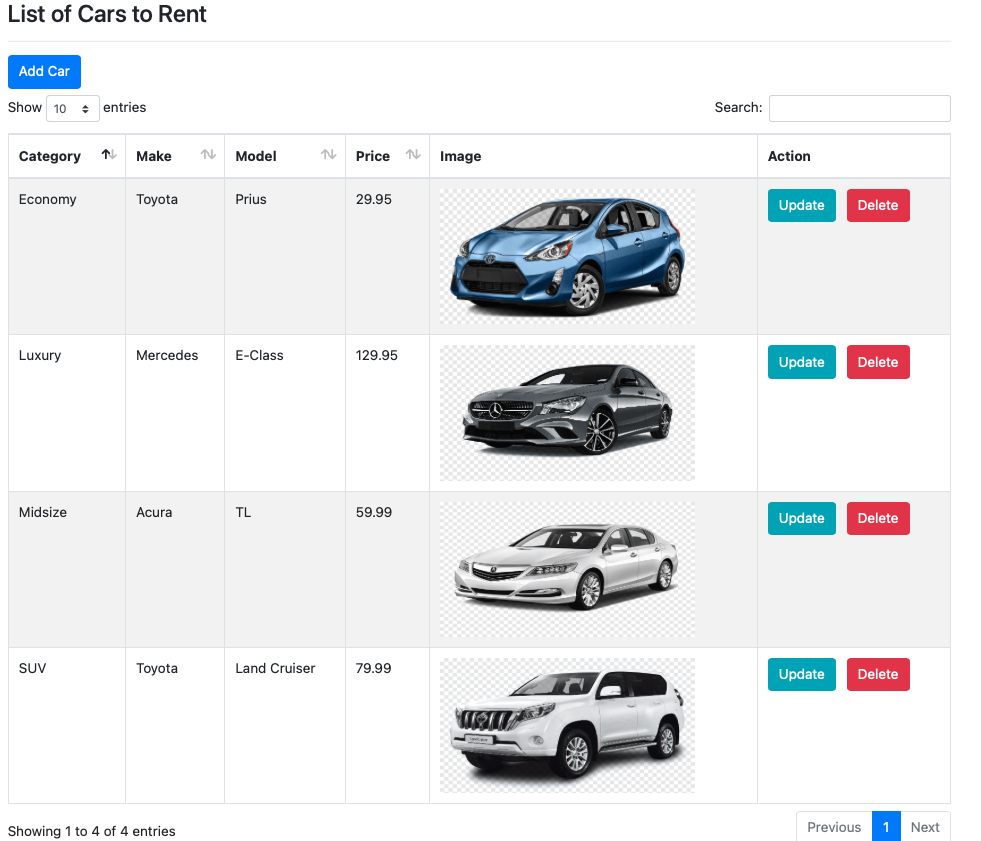 List of Cars to Rent
Add Car
Show 10 entries Search:
Category Make Model Price Image Action
Economy Toyota Prius 29.95 Update Delete
Luxury Mercedes E-Class 129.95 Update Delete
Midsize Acura TL 59.99 Update Delete
SUV Toyota Land Cruiser 79.99 Update Delete
Showing 1 to 4 of 4 entries Previous 1 Next